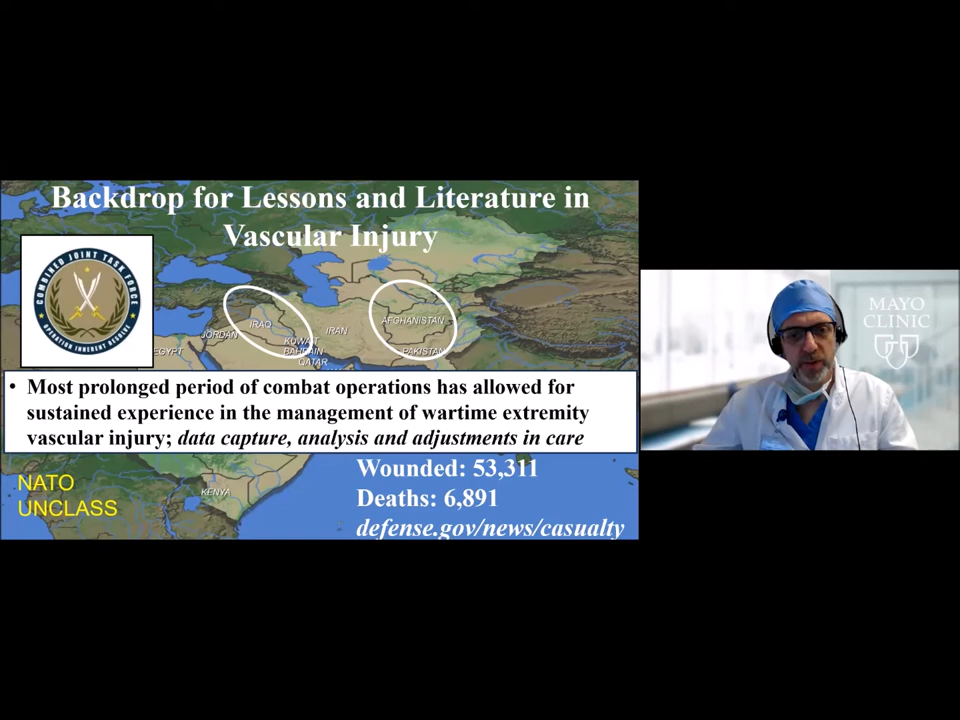 Backdrop for Lessons and Literature in
Vascular Injury
COMBINED JOINT TASK FORCE
OPERATION INHERENT RESOLVE
IRAQ
JORDAN
IRAN
AFGHANISTAN
KUWAIT
EGYPT
BAHRAIN
PAKISTAN
QATAR
• Most prolonged period of combat operations has allowed for
sustained experience in the management of wartime extremity
vascular injury; data capture, analysis and adjustments in care
NATO
UNCLASS
KENYA
Wounded: 53,311
Deaths: 6,891
defense.gov/news/casualty
MAYO
CLINIC